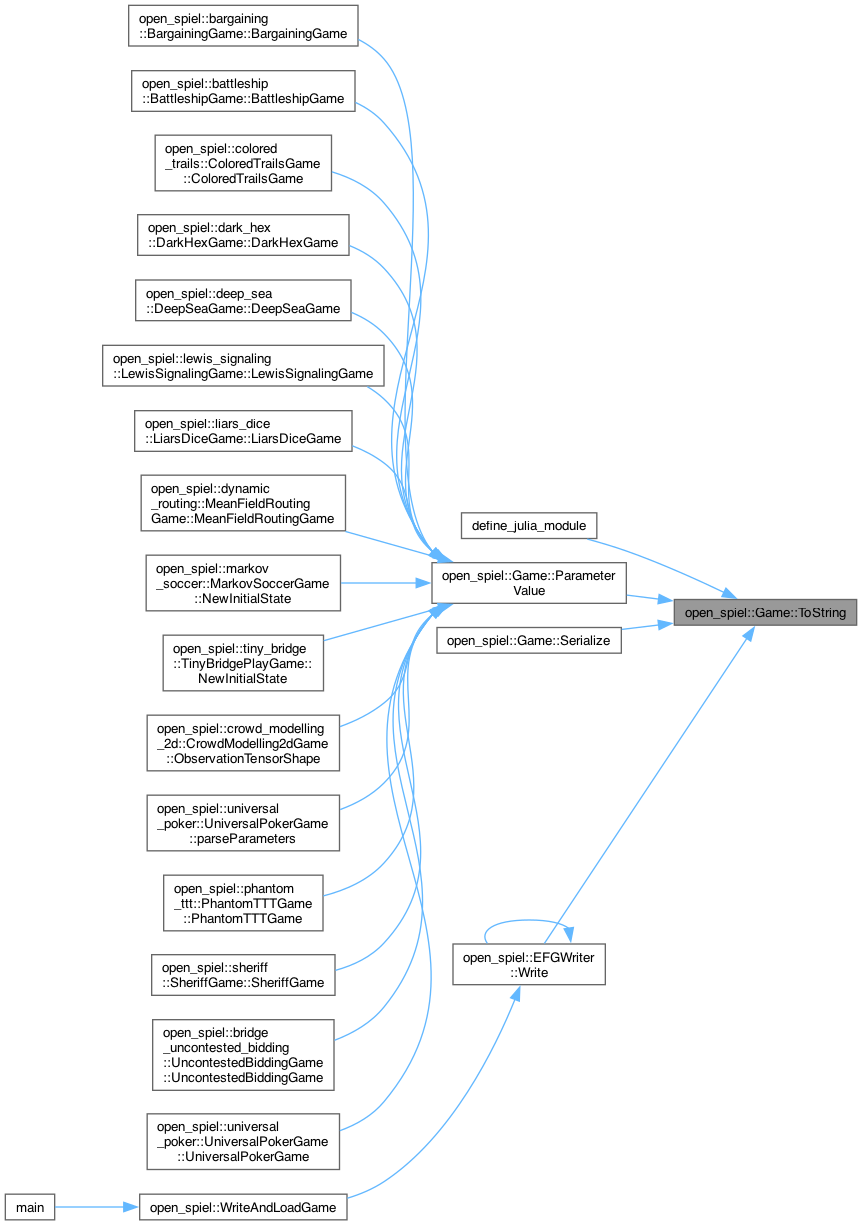 open_spiel::bargaining
::BargainingGame::BargainingGame
open_spiel::battleship
::BattleshipGame::BattleshipGame
open_spiel::colored
_trails::ColoredTrailsGame
::ColoredTrailsGame
open_spiel::dark_hex
::DarkHexGame::DarkHexGame
open_spiel::deep_sea
::DeepSeaGame::DeepSeaGame
open_spiel::lewis_signaling
::LewisSignalingGame::LewisSignalingGame
open_spiel::liars_dice
::LiarsDiceGame::LiarsDiceGame
open_spiel::dynamic
_routing::MeanFieldRouting
Game::MeanFieldRoutingGame
define_julia_module
open_spiel::markov
_soccer::MarkovSoccerGame
::NewInitialState
open_spiel::Game::Parameter
Value
open_spiel::Game::ToString
open_spiel::Game::Serialize
open_spiel::tiny_bridge
::TinyBridgePlayGame::
NewInitialState
open_spiel::crowd_modelling
_2d::CrowdModelling2dGame
::ObservationTensorShape
open_spiel::universal
_poker::UniversalPokerGame
::parseParameters
open_spiel::phantom
_ttt::PhantomTTTGame
::PhantomTTTGame
open_spiel::sheriff
::SheriffGame::SheriffGame
open_spiel::EFGWriter
::Write
open_spiel::bridge
_uncontested_bidding
::UncontestedBiddingGame
::UncontestedBiddingGame
open_spiel::universal
_poker::UniversalPokerGame
::UniversalPokerGame
main
open_spiel::WriteAndLoadGame